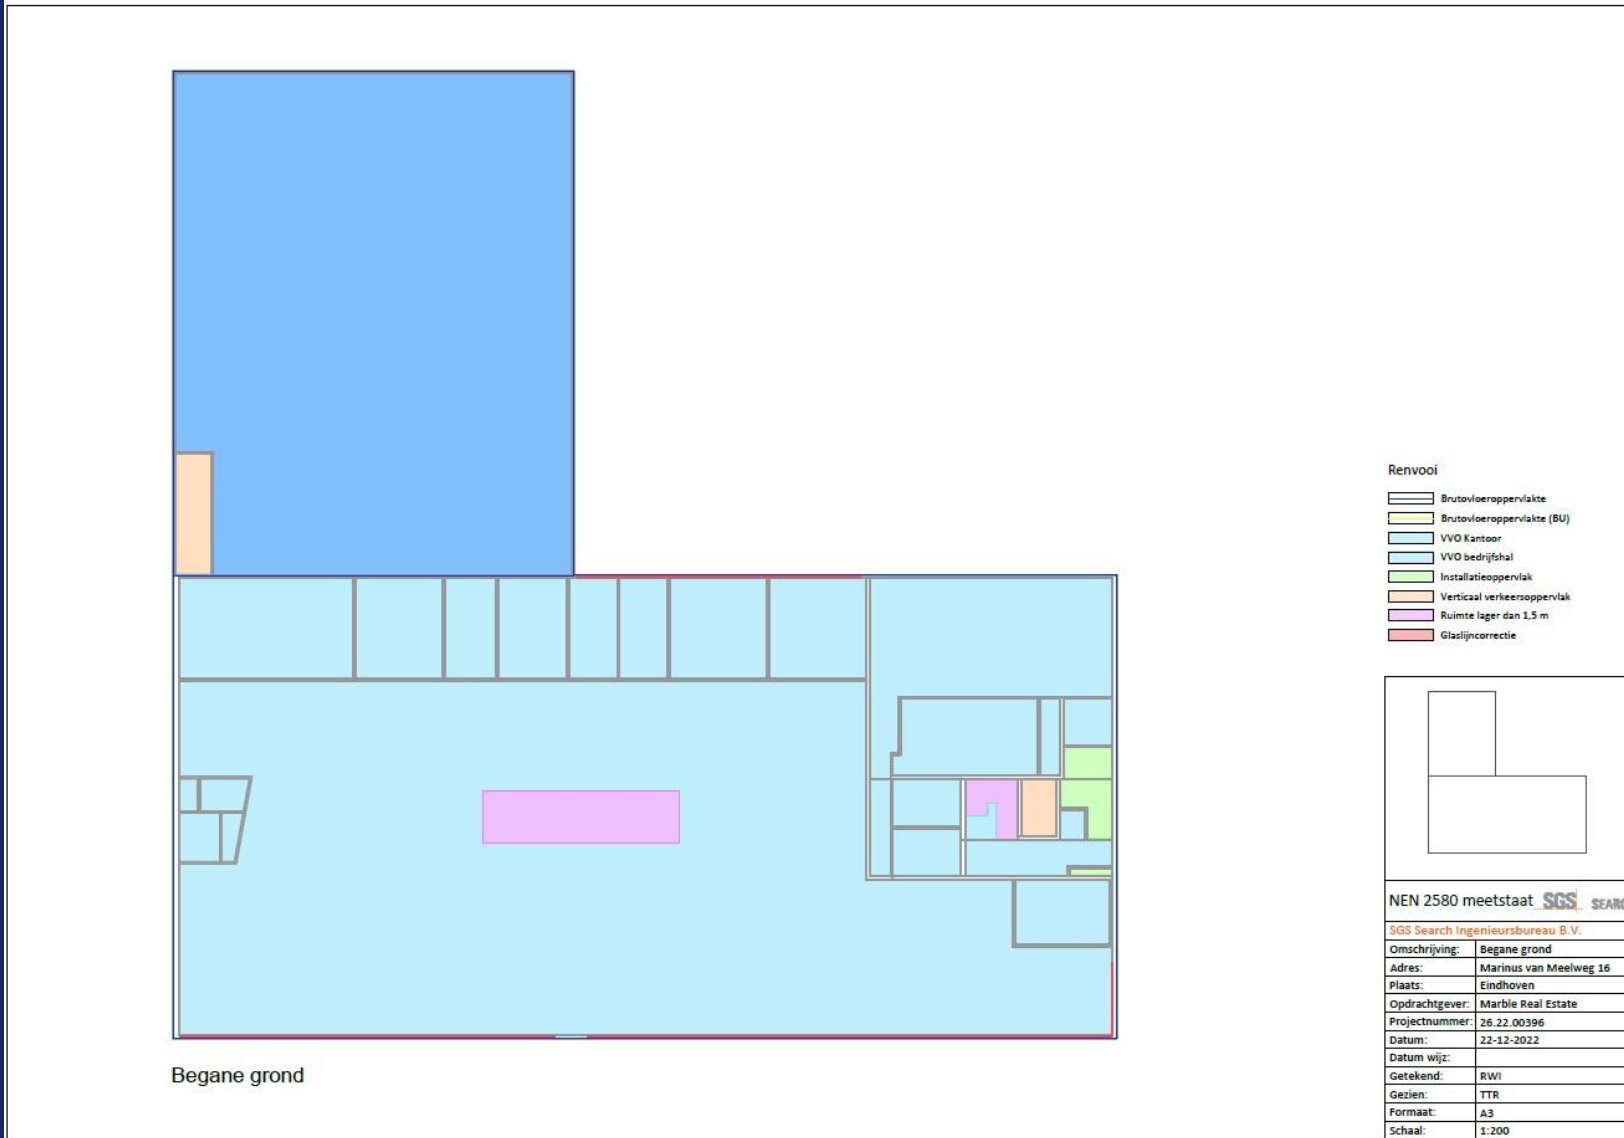 Renvooi
Brutovloeroppervlakte
Brutovloeroppervlakte (BU)
VVO Kantoor
VVO bedrijfshal
Installatieoppervlak
Verticaal verkeersoppervlak
Ruimte lager dan 1,5 m
Glaslijncorrectie
NEN 2580 meetstaat SGS
SGS Search Ingenieursbureau B.V.
Omschrijving: Begane grond
Adres: Marinus van Meelweg 16
Plaats: Eindhoven
Opdrachtgever: Marble Real Estate
Projectnummer: 26.22.00396
Datum: 22-12-2022
Datum wijz:
Getekend: RWI
Gezien: TTR
Formaat: A3
Schaal: 1:200
Begane grond